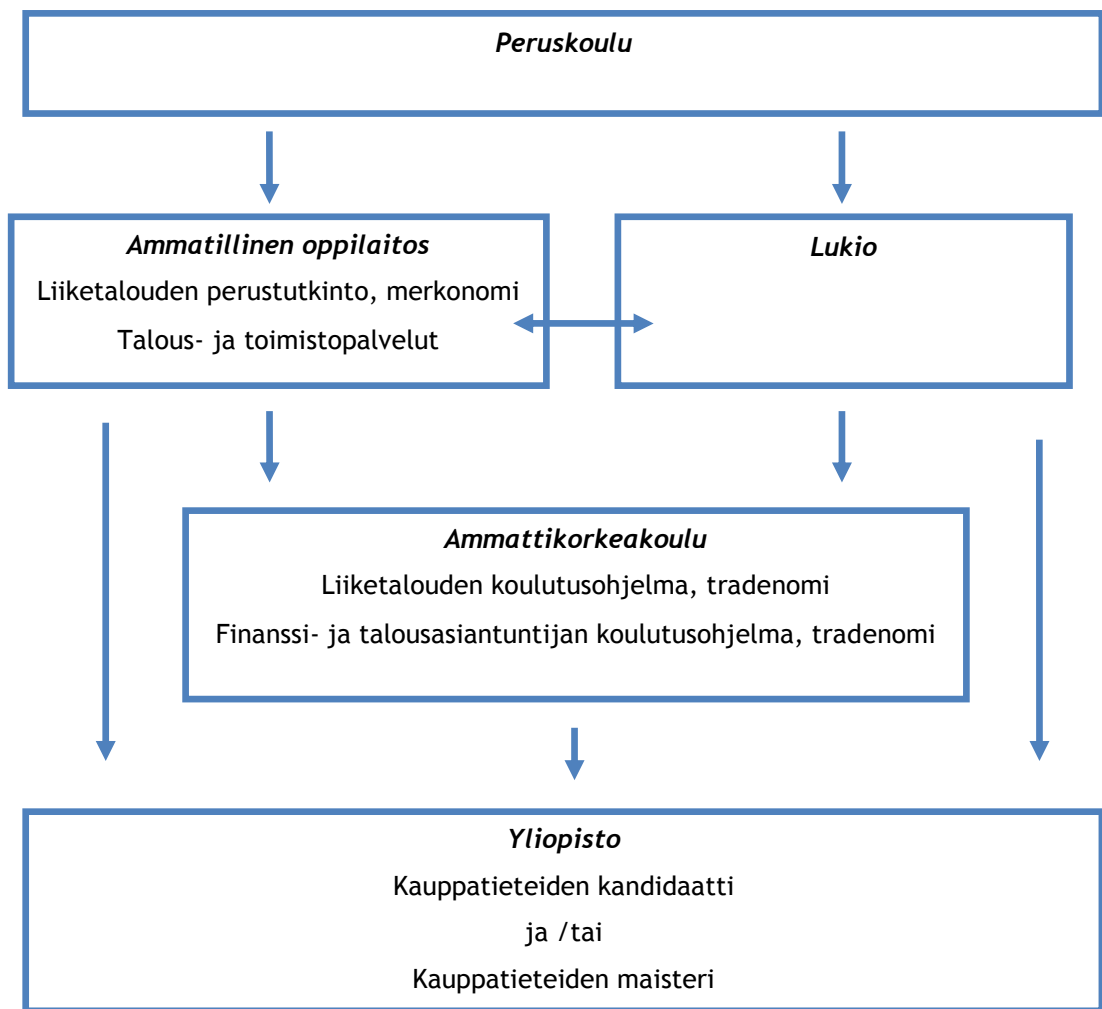 Peruskoulu
Ammatillinen oppilaitos
Liiketalouden perustutkinto, merkonomi
Talous- ja toimistopalvelut
Lukio
Ammattikorkeakoulu
Liiketalouden koulutusohjelma, tradenomi
Finanssi- ja talousasiantuntijan koulutusohjelma, tradenomi
Yliopisto
Kauppatieteiden kandidaatti
ja /tai
Kauppatieteiden maisteri